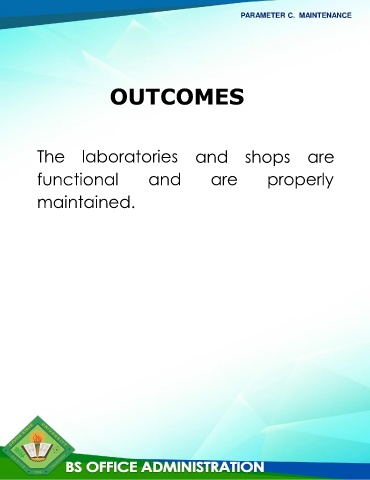 PARAMETER C. MAINTENANCE
OUTCOMES
The laboratories and shops are
functional and are properly
maintained.
BS OFFICE ADMINISTRATION